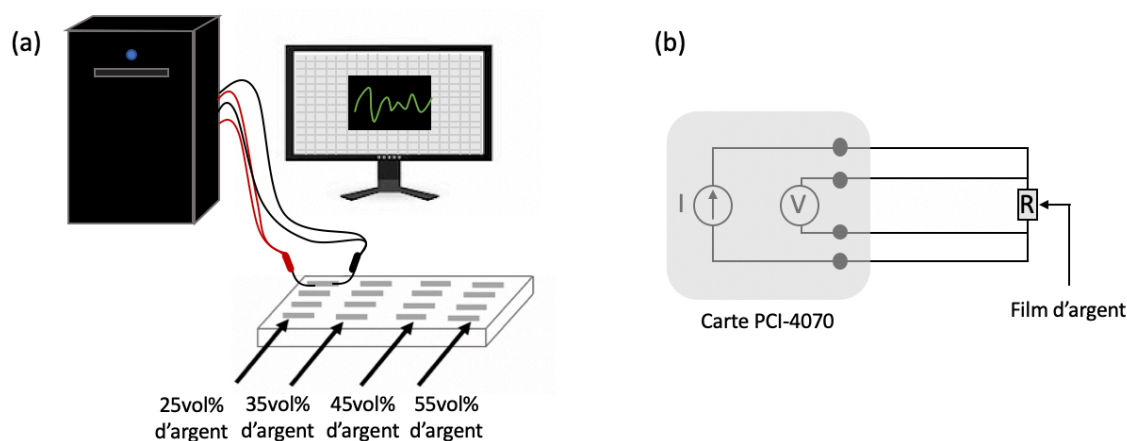 (a)
25vol% 35vol% 45vol% 55vol%
d'argent d'argent d'argent d'argent
(b)
I
V
R
Carte PCI-4070
Film d'argent